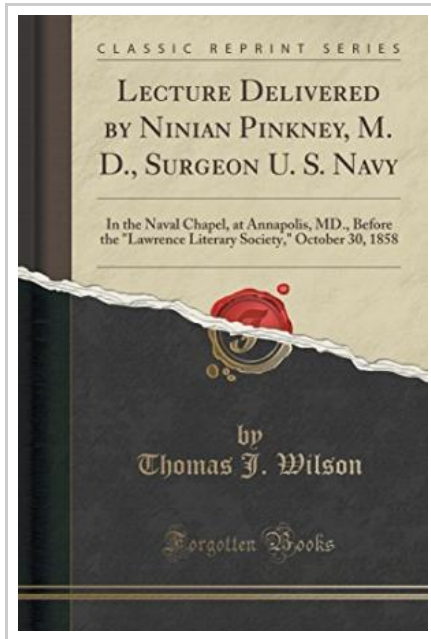 CLASSIC REPRINT SERIES
LECTURE DELIVERED
BY NINIAN PINKNEY, M.
D., SURGEON U. S. NAVY
In the Naval Chapel, at Annapolis, MD., Before
the "Lawrence Literary Society," October 30, 1858
by
Thomas J. Wilson
Forgotten Books